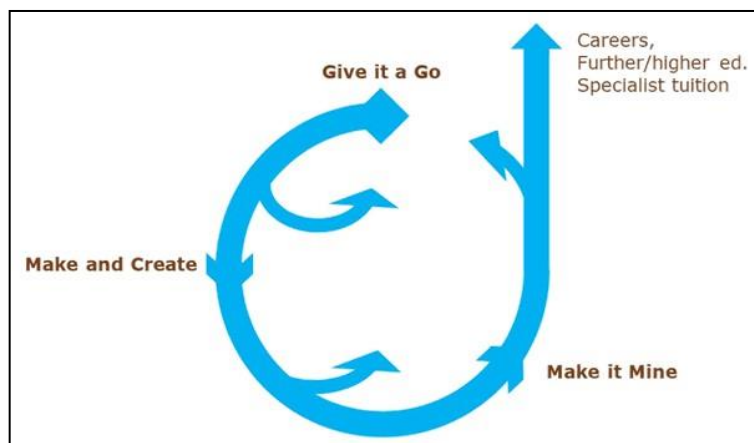 Give it a Go
Careers,
Further/higher ed.
Specialist tuition
Make and Create
Make it Mine